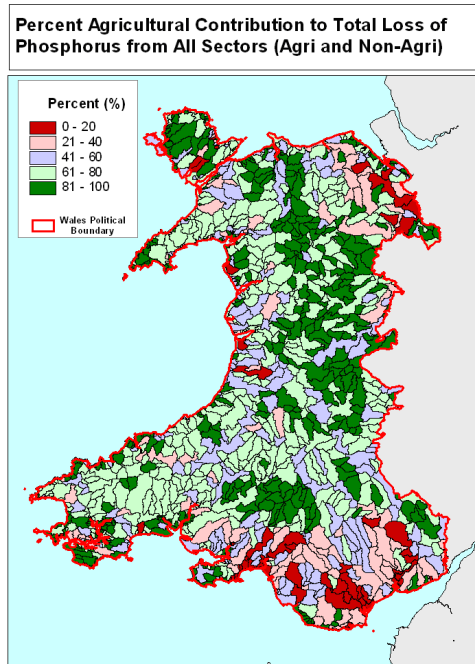 Percent Agricultural Contribution to Total Loss of
Phosphorus from All Sectors (Agri and Non-Agri)
Percent (%)
0 - 20
21 - 40
41 - 60
61 - 80
81 - 100
Wales Political
Boundary